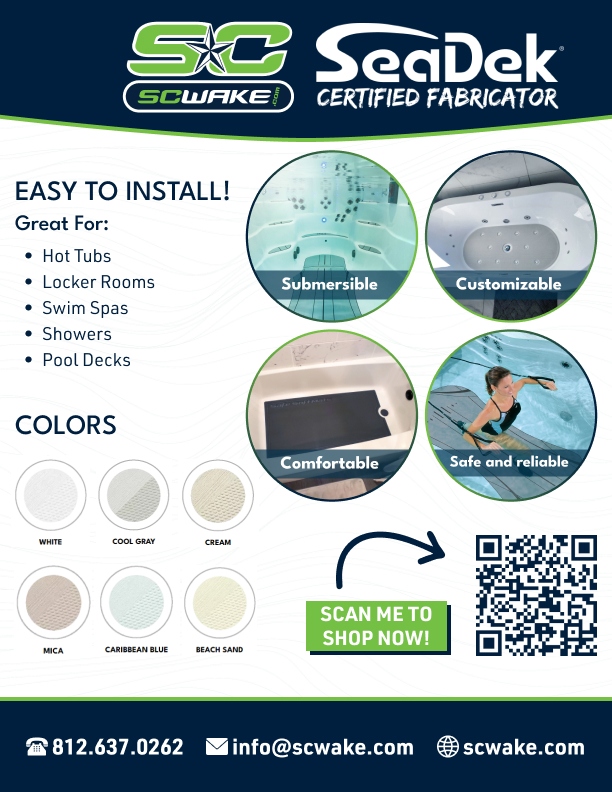 SC
SCWAKE.com
SeaDek®
CERTIFIED FABRICATOR
EASY TO INSTALL!
Great For:
• Hot Tubs
• Locker Rooms
• Swim Spas
• Showers
• Pool Decks
Submersible
Customizable
Comfortable
Safe and reliable
COLORS
WHITE
COOL GRAY
CREAM
MICA
CARIBBEAN BLUE
BEACH SAND
SCAN ME TO
SHOP NOW!
812.637.0262
info@scwake.com
scwake.com